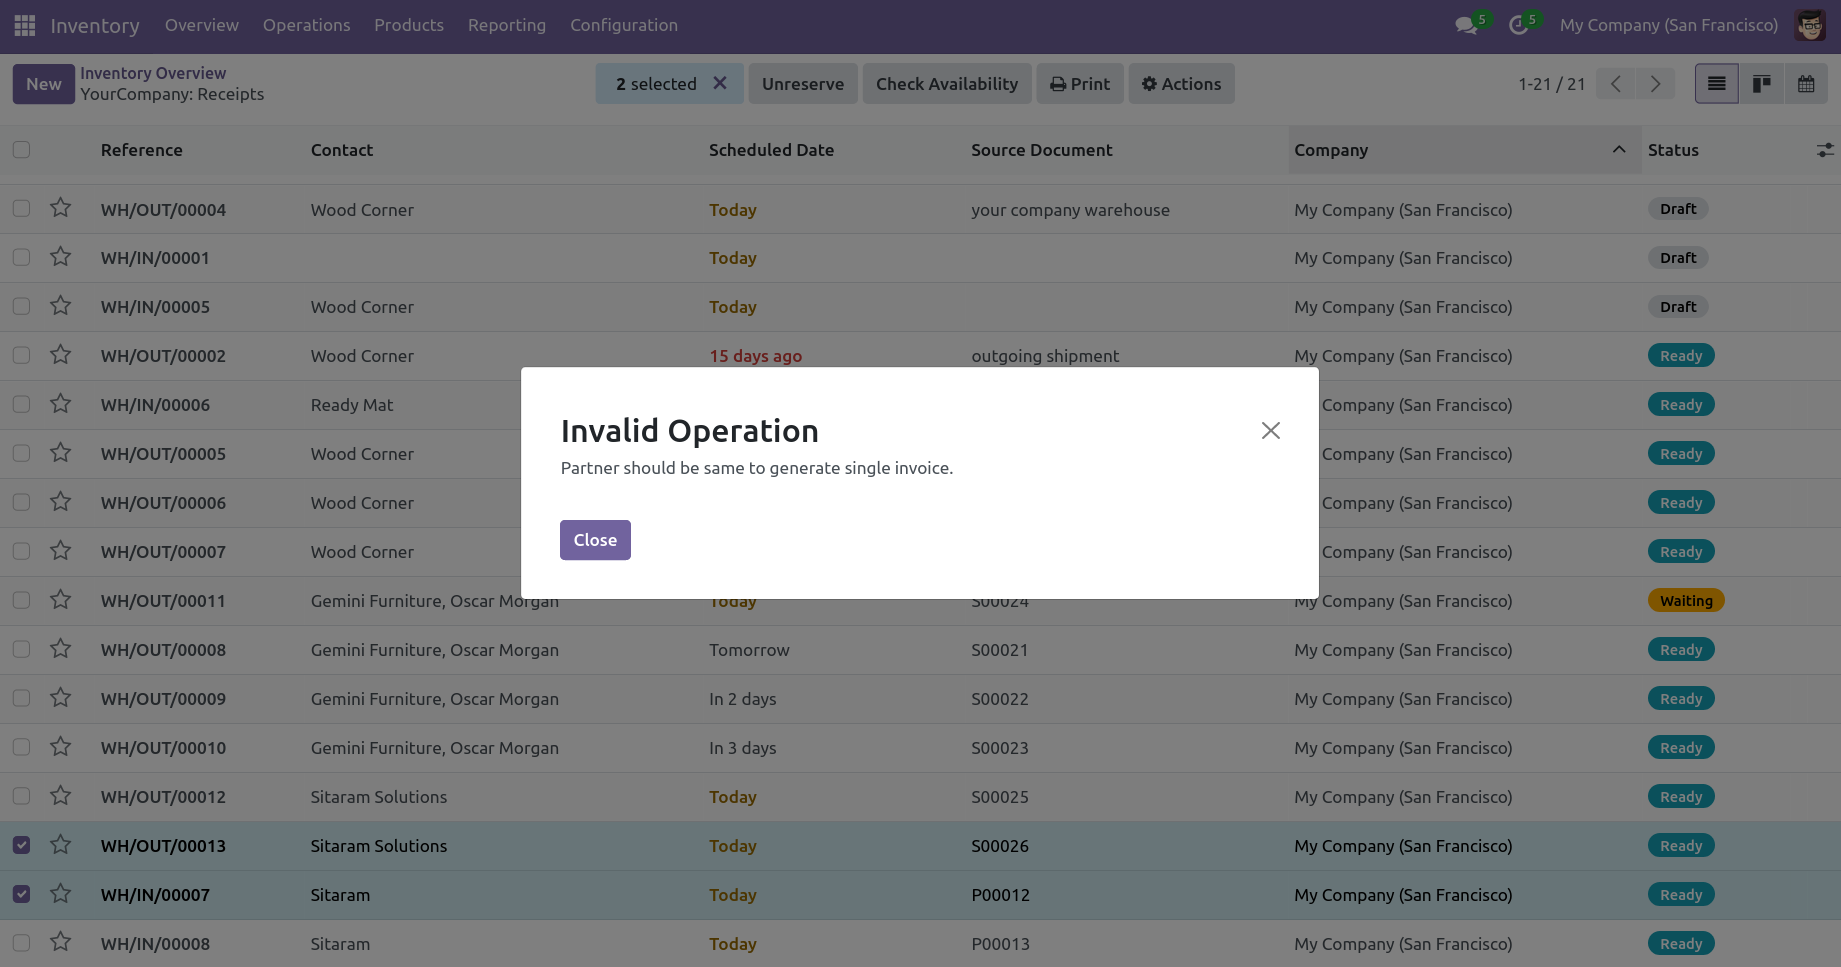 Inventory Overview Operations Products Reporting Configuration 5 5 My Company (San Francisco)
New Inventory Overview
YourCompany: Receipts
2 selected Unreserve Check Availability Print Actions 1-21 / 21
Reference Contact Scheduled Date Source Document Company Status
WH/OUT/00004 Wood Corner Today your company warehouse My Company (San Francisco) Draft
WH/IN/00001 Today My Company (San Francisco) Draft
WH/IN/00005 Wood Corner Today My Company (San Francisco) Draft
WH/OUT/00002 Wood Corner 15 days ago outgoing shipment My Company (San Francisco) Ready
WH/IN/00006 Ready Mat Company (San Francisco) Ready
WH/OUT/00005 Wood Corner Company (San Francisco) Ready
WH/OUT/00006 Wood Corner Company (San Francisco) Ready
WH/OUT/00007 Wood Corner Company (San Francisco) Ready
Invalid Operation
Partner should be same to generate single invoice.
Close
WH/OUT/00011 Gemini Furniture, Oscar Morgan Today S00024 My Company (San Francisco) Waiting
WH/OUT/00008 Gemini Furniture, Oscar Morgan Tomorrow S00021 My Company (San Francisco) Ready
WH/OUT/00009 Gemini Furniture, Oscar Morgan In 2 days S00022 My Company (San Francisco) Ready
WH/OUT/00010 Gemini Furniture, Oscar Morgan In 3 days S00023 My Company (San Francisco) Ready
WH/OUT/00012 Sitaram Solutions Today S00025 My Company (San Francisco) Ready
WH/OUT/00013 Sitaram Solutions Today S00026 My Company (San Francisco) Ready
WH/IN/00007 Sitaram Today P00012 My Company (San Francisco) Ready
WH/IN/00008 Sitaram Today P00013 My Company (San Francisco) Ready